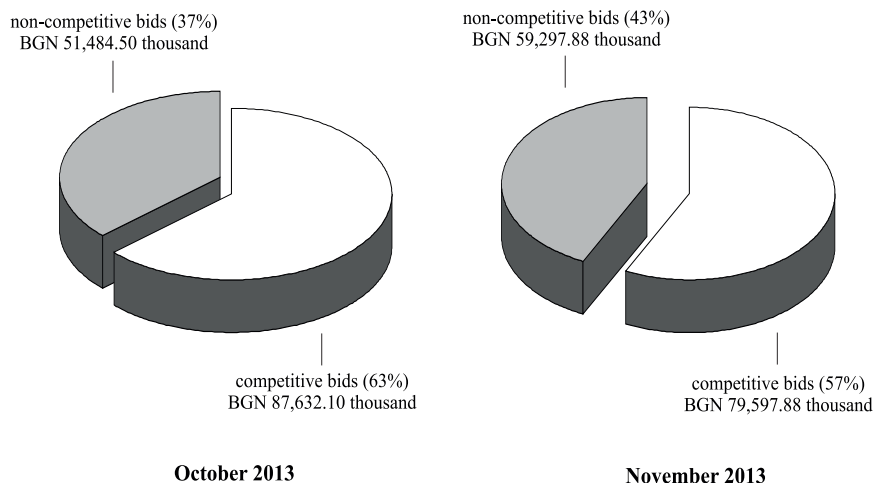 non-competitive bids (37%)
BGN 51,484.50 thousand
competitive bids (63%)
BGN 87,632.10 thousand
October 2013
non-competitive bids (43%)
BGN 59,297.88 thousand
competitive bids (57%)
BGN 79,597.88 thousand
November 2013